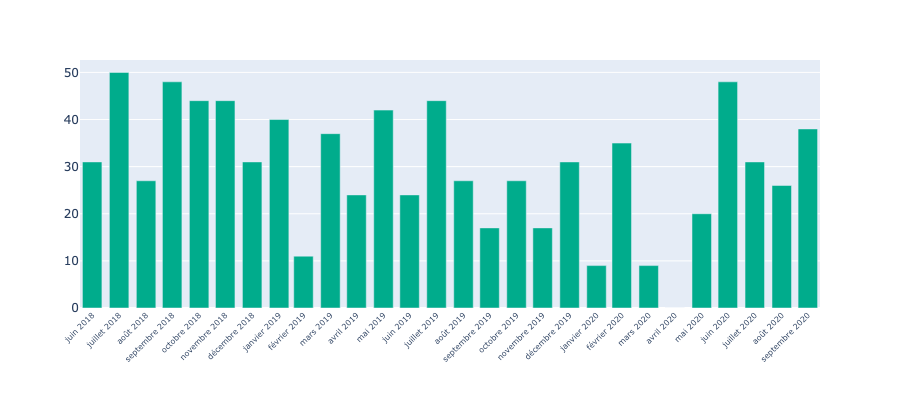 50
40
30
20
10
0
juin 2018
juillet 2018
août 2018
septembre 2018
octobre 2018
novembre 2018
décembre 2018
janvier 2019
février 2019
mars 2019
avril 2019
mai 2019
juin 2019
juillet 2019
août 2019
septembre 2019
octobre 2019
novembre 2019
décembre 2019
janvier 2020
février 2020
mars 2020
avril 2020
mai 2020
juin 2020
juillet 2020
août 2020
septembre 2020